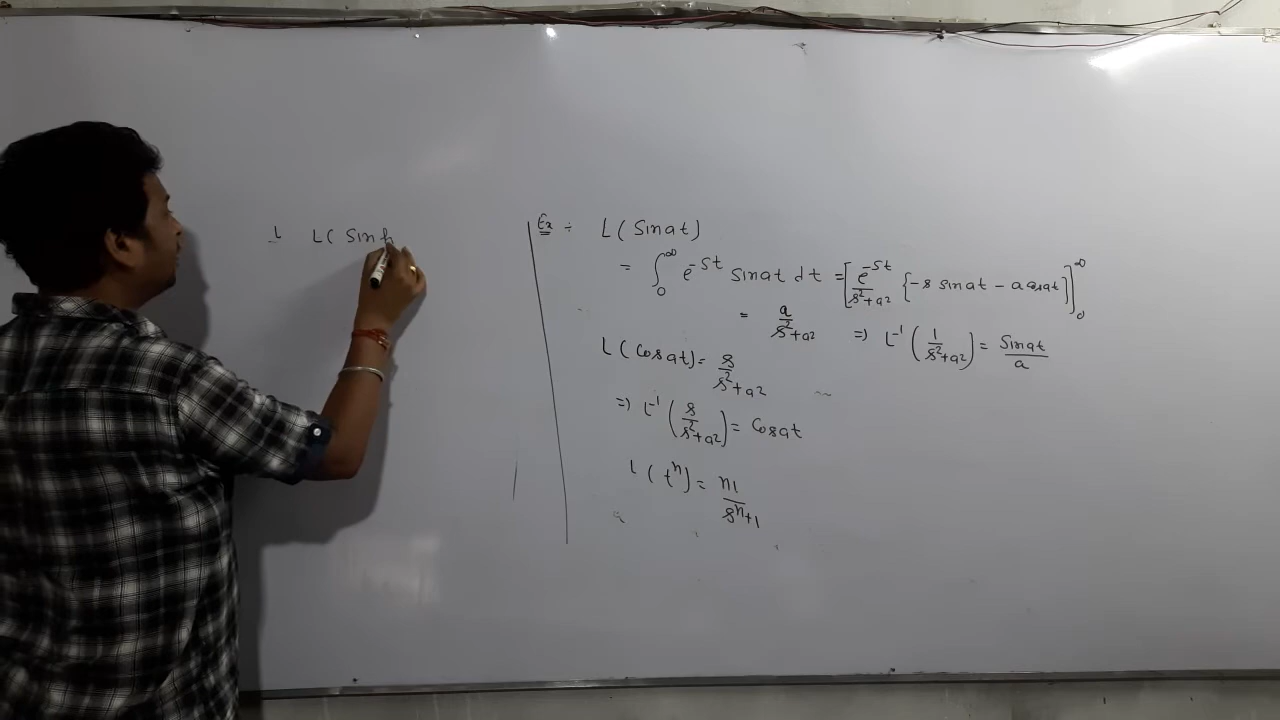 1 L( Sin h
Ex ÷ L( Sinat)
= ∫₀^∞ e^-st sinat dt = [e^-st/s²+a² {-s sinat - a cosat}]₀^∞
= a/s²+a² => L⁻¹(1/s²+a²) = Sinat/a
L( Cosat) = s/s²+a²
=> L⁻¹(s/s²+a²) = Cosat
L(tⁿ) = n!/sⁿ+1